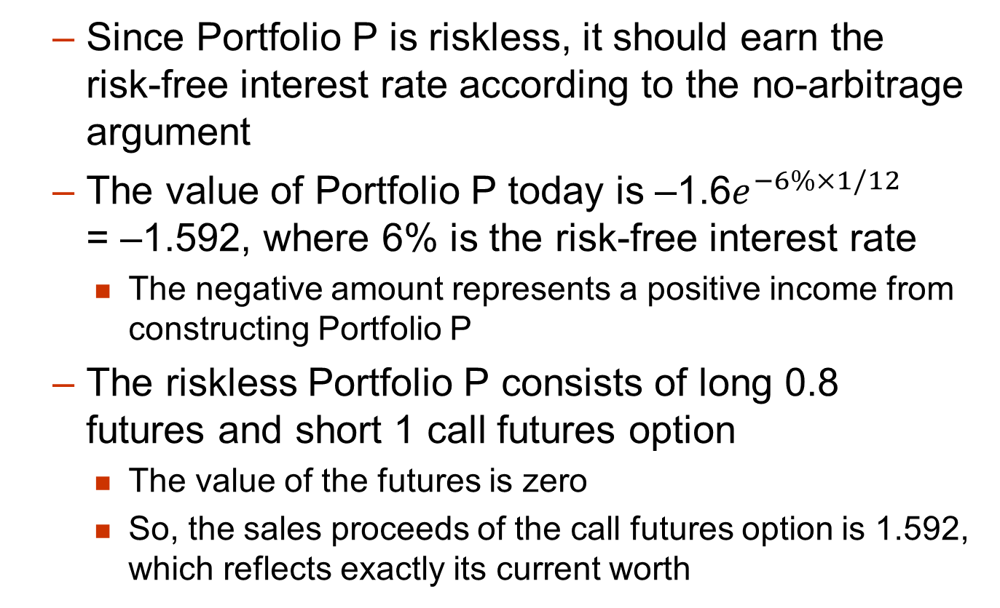 – Since Portfolio P is riskless, it should earn the
risk-free interest rate according to the no-arbitrage
argument
– The value of Portfolio P today is –1.6𝑒^{−6%×1/12}
= –1.592, where 6% is the risk-free interest rate
■ The negative amount represents a positive income from
constructing Portfolio P
– The riskless Portfolio P consists of long 0.8
futures and short 1 call futures option
■ The value of the futures is zero
■ So, the sales proceeds of the call futures option is 1.592,
which reflects exactly its current worth